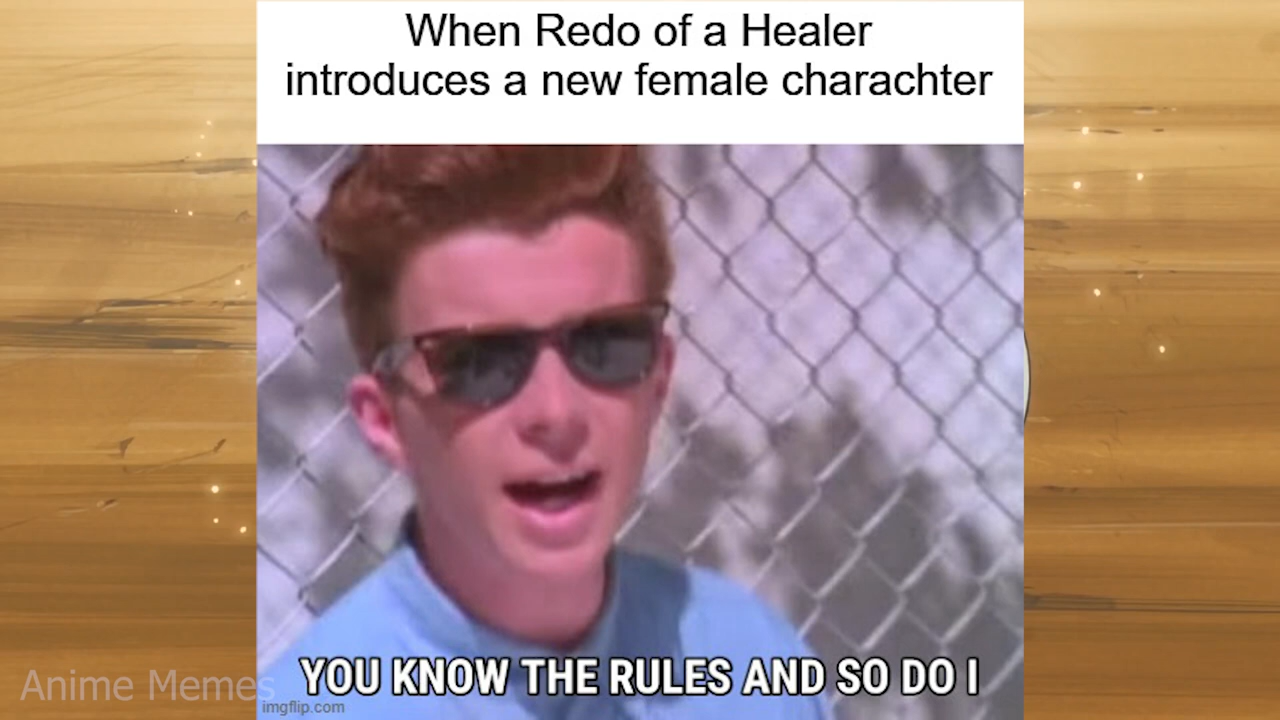 When Redo of a Healer
introduces a new female charachter
YOU KNOW THE RULES AND SO DO I
Anime Memes
imgflip.com